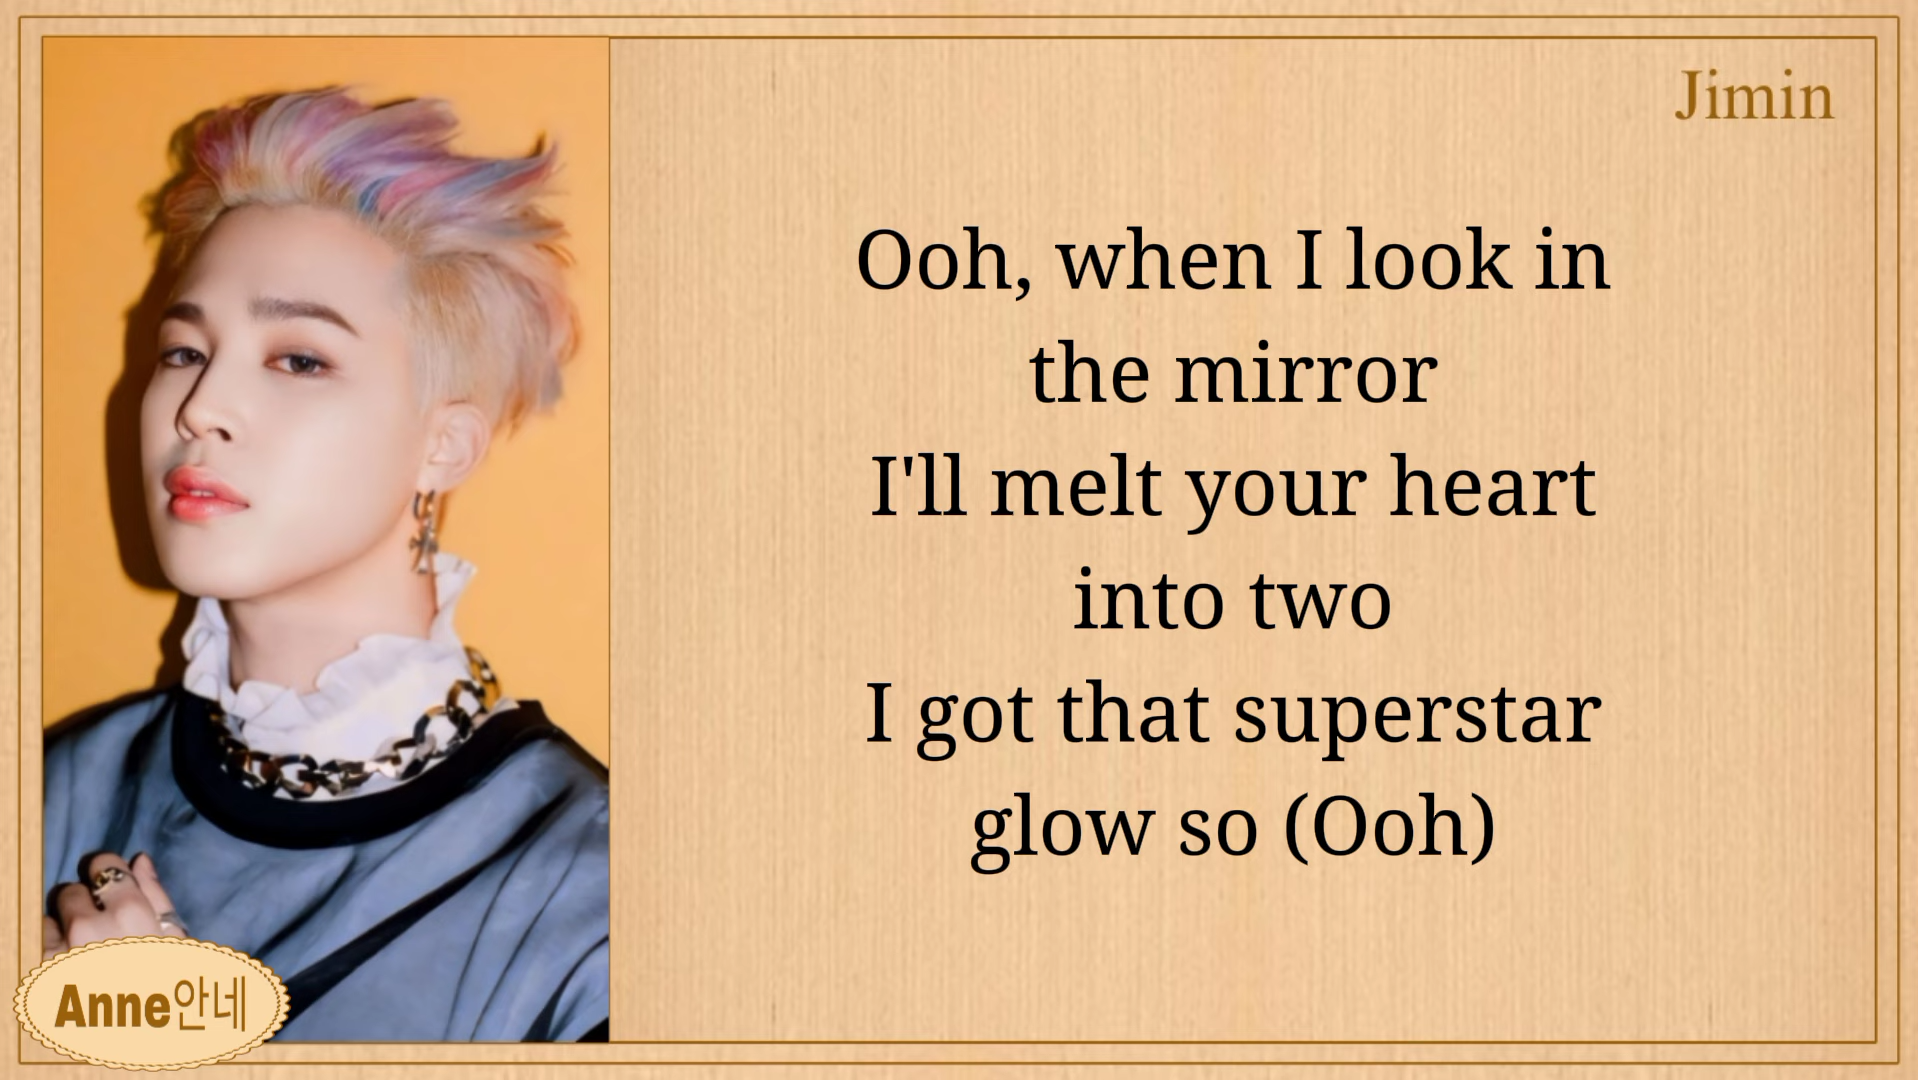 Jimin
Ooh, when I look in
the mirror
I'll melt your heart
into two
I got that superstar
glow so (Ooh)
Anne안네